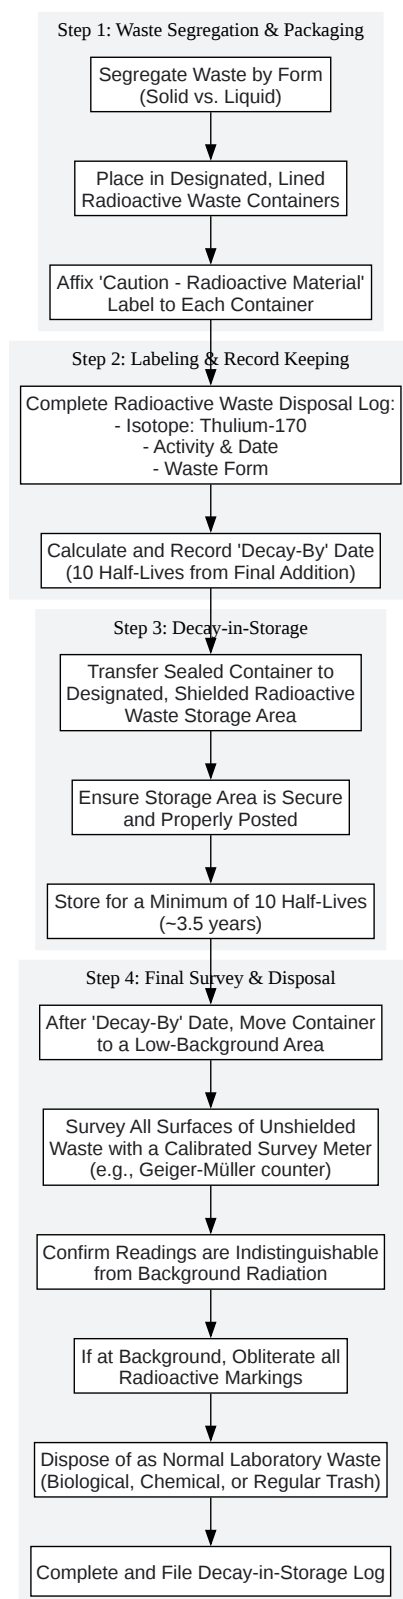 Step 1: Waste Segregation & Packaging
Segregate Waste by Form
(Solid vs. Liquid)
Place in Designated, Lined
Radioactive Waste Containers
Affix 'Caution - Radioactive Material'
Label to Each Container
Step 2: Labeling & Record Keeping
Complete Radioactive Waste Disposal Log:
- Isotope: Thulium-170
- Activity & Date
- Waste Form
Calculate and Record 'Decay-By' Date
(10 Half-Lives from Final Addition)
Step 3: Decay-in-Storage
Transfer Sealed Container to
Designated, Shielded Radioactive
Waste Storage Area
Ensure Storage Area is Secure
and Properly Posted
Store for a Minimum of 10 Half-Lives
(~3.5 years)
Step 4: Final Survey & Disposal
After 'Decay-By' Date, Move Container
to a Low-Background Area
Survey All Surfaces of Unshielded
Waste with a Calibrated Survey Meter
(e.g., Geiger-Müller counter)
Confirm Readings are Indistinguishable
from Background Radiation
If at Background, Obliterate all
Radioactive Markings
Dispose of as Normal Laboratory Waste
(Biological, Chemical, or Regular Trash)
Complete and File Decay-in-Storage Log